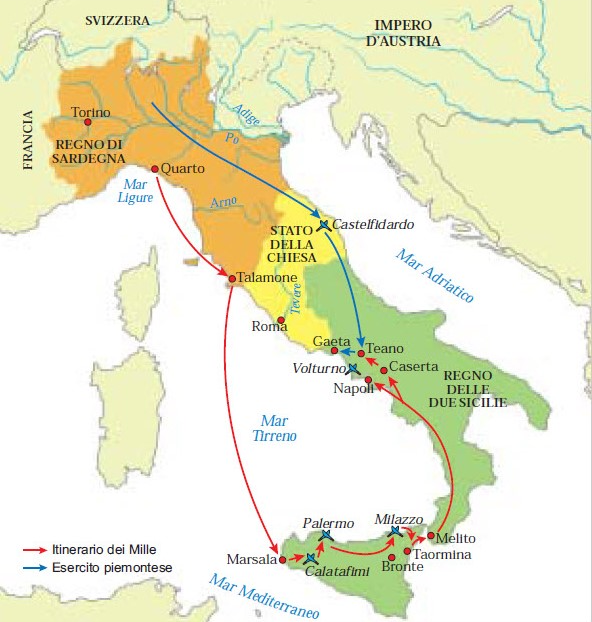 SVIZZERA
IMPERO
D'AUSTRIA
FRANCIA
Torino
REGNO DI
SARDEGNA
Adige
Po
Quarto
Mar
Ligure
Arno
STATO
DELLA
CHIESA
Castelfidardo
Mar Adriatico
Talamone
Tevere
Roma
Gaeta
Teano
Volturno
Caserta
Napoli
REGNO
DELLE
DUE SICILIE
Mar
Tirreno
Palermo
Milazzo
Melito
Marsala
Taormina
Calatafimi
Bronte
Mar Mediterraneo
Itinerario dei Mille
Esercito piemontese